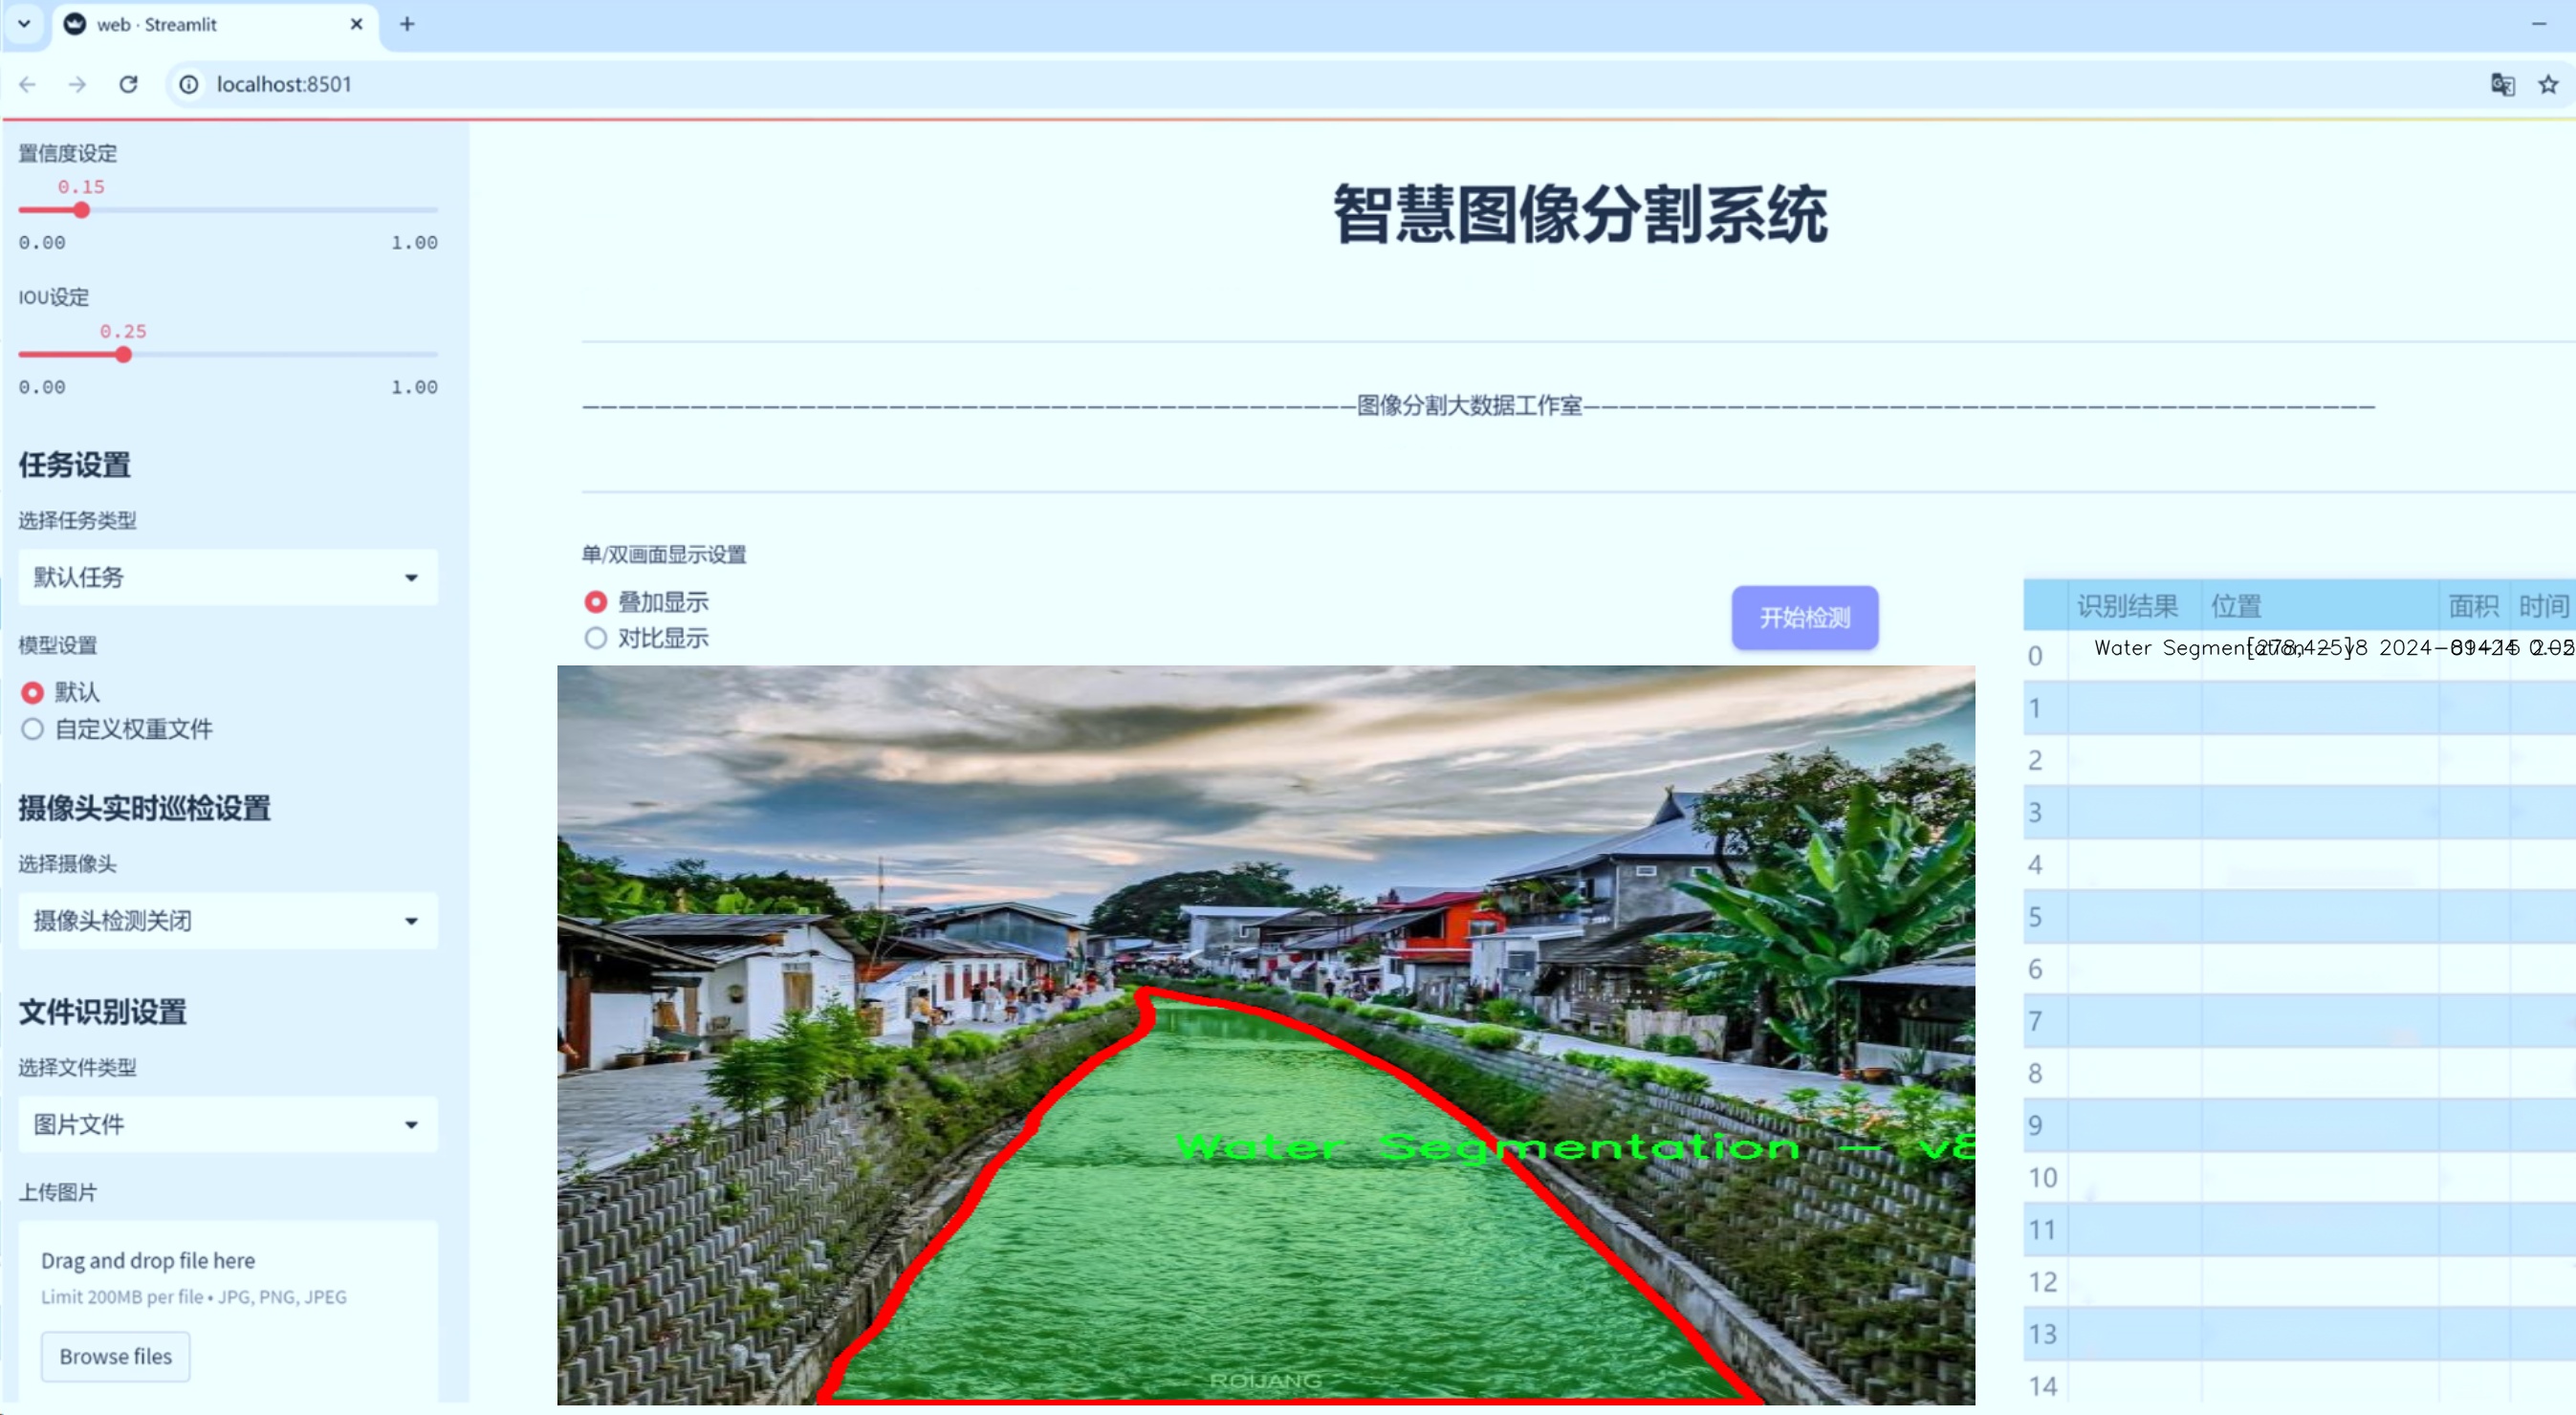 web · Streamlit
localhost:8501
置信度设定
0.15
0.00 1.00
IOU设定
0.25
0.00 1.00
任务设置
选择任务类型
默认任务
模型设置
默认
自定义权重文件
摄像头实时巡检设置
选择摄像头
摄像头检测关闭
文件识别设置
选择文件类型
图片文件
上传图片
Drag and drop file here
Limit 200MB per file • JPG, PNG, JPEG
Browse files
智慧图像分割系统
图像分割大数据工作室
单/双画面显示设置
叠加显示
对比显示
开始检测
Water Segmentation - v8
ROIJANG
识别结果 位置 面积 时间
0 Water Segmentation
1
2
3
4
5
6
7
8
9
10
11
12
13
14